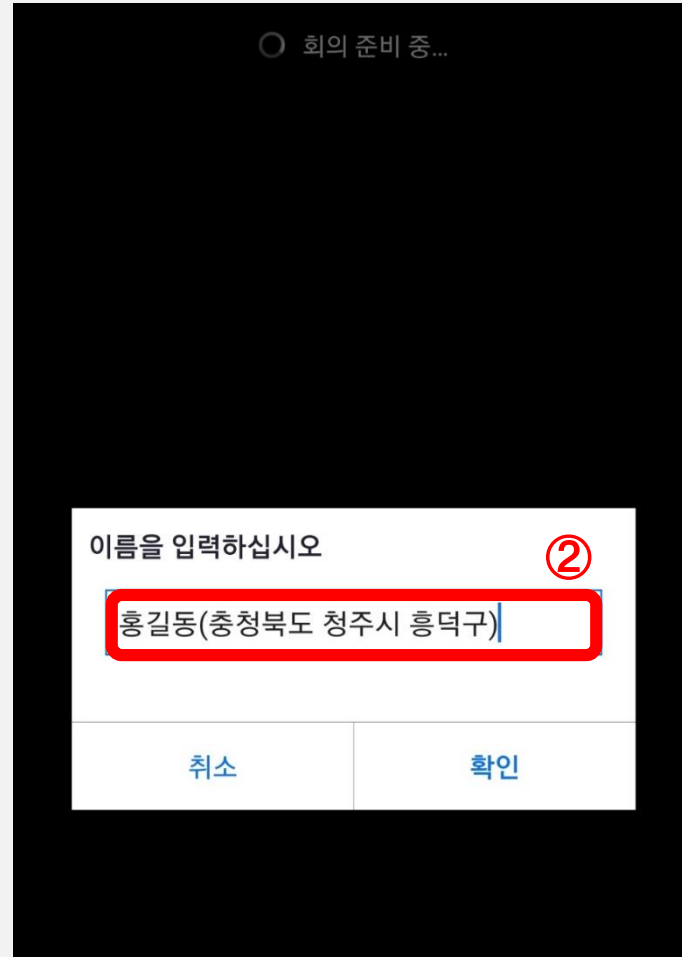 회의 준비 중...
이름을 입력하십시오
②
홍길동(충청북도 청주시 흥덕구)
취소 확인